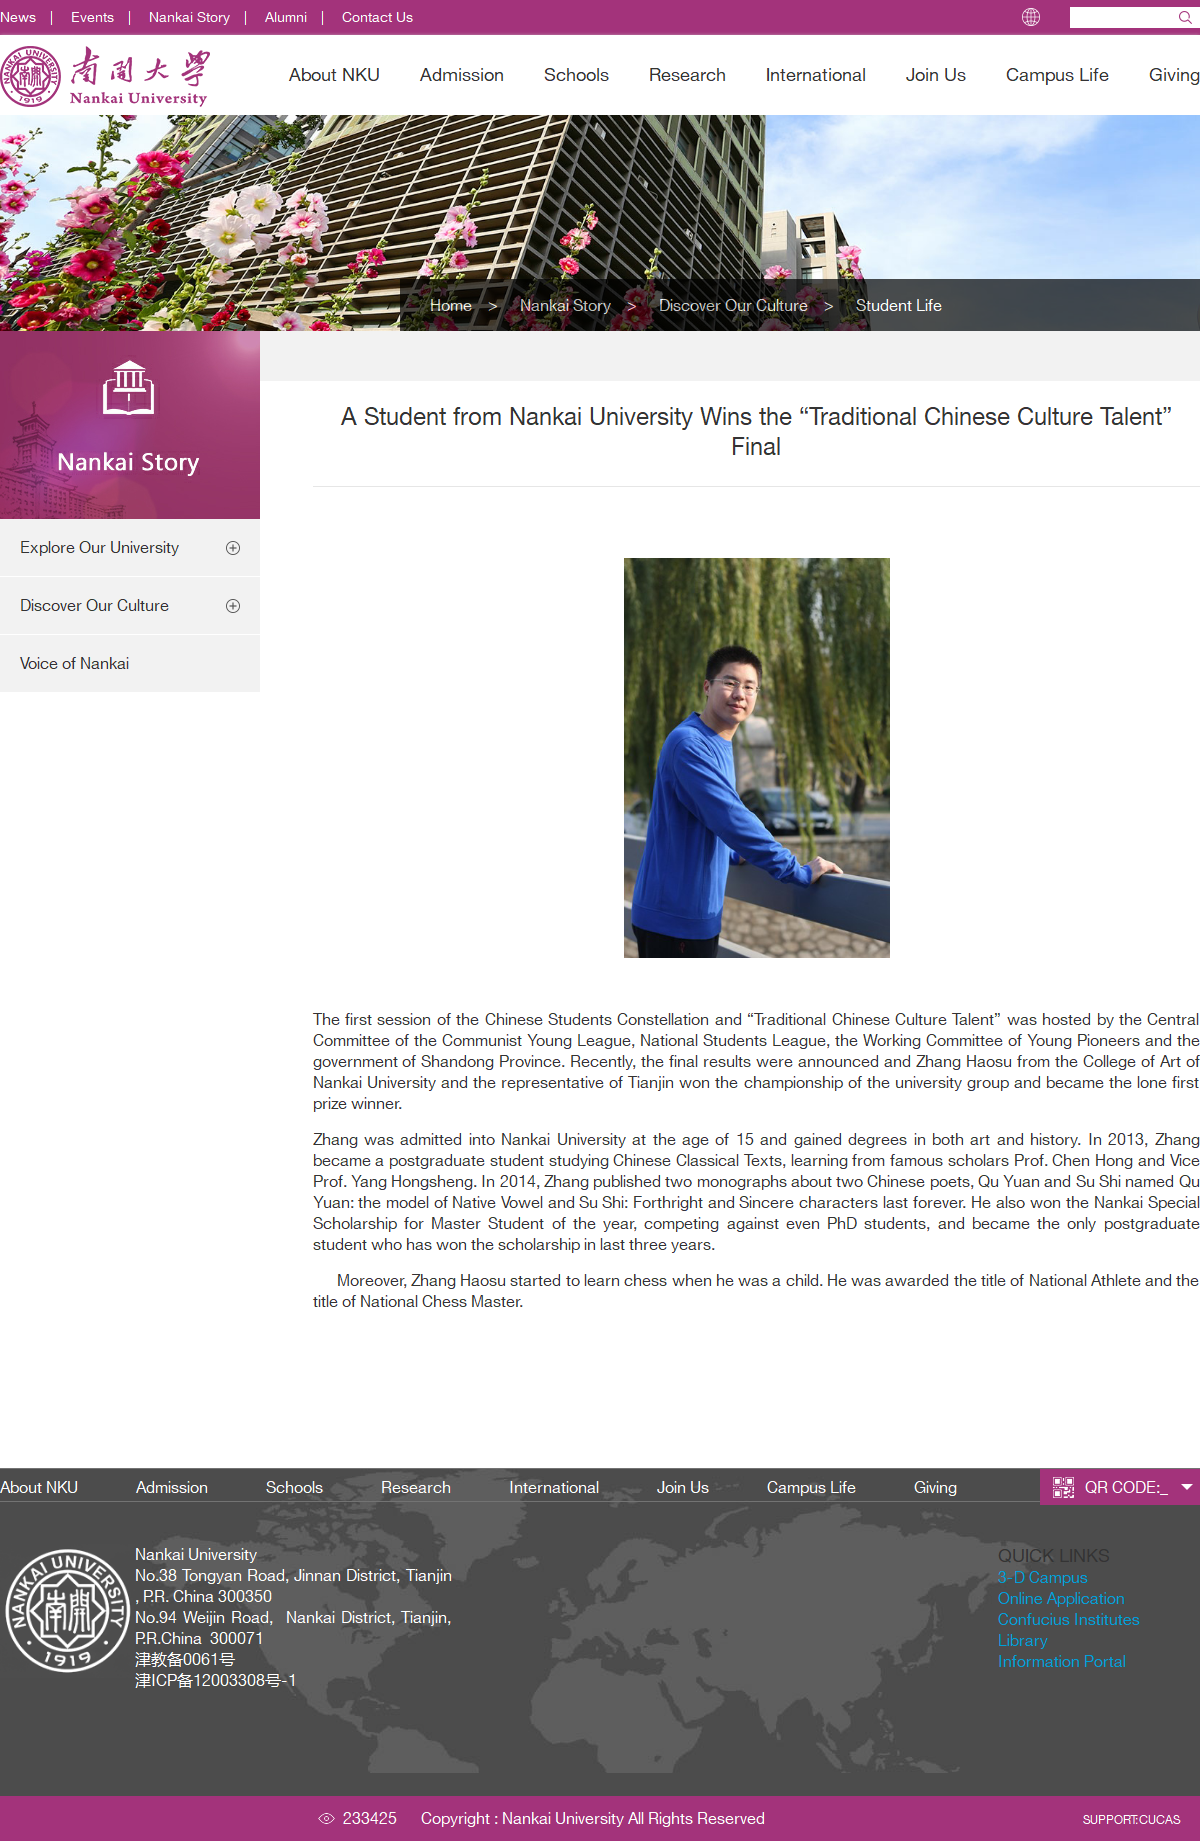 News | Events | Nankai Story | Alumni | Contact Us
NANKAI UNIVERSITY
1919
南開大學
Nankai University
About NKU Admission Schools Research International Join Us Campus Life Giving
Home > Nankai Story > Discover Our Culture > Student Life
Nankai Story
Explore Our University
Discover Our Culture
Voice of Nankai
A Student from Nankai University Wins the “Traditional Chinese Culture Talent”
Final
The first session of the Chinese Students Constellation and “Traditional Chinese Culture Talent” was hosted by the Central
Committee of the Communist Young League, National Students League, the Working Committee of Young Pioneers and the
government of Shandong Province. Recently, the final results were announced and Zhang Haosu from the College of Art of
Nankai University and the representative of Tianjin won the championship of the university group and became the lone first
prize winner.
Zhang was admitted into Nankai University at the age of 15 and gained degrees in both art and history. In 2013, Zhang
became a postgraduate student studying Chinese Classical Texts, learning from famous scholars Prof. Chen Hong and Vice
Prof. Yang Hongsheng. In 2014, Zhang published two monographs about two Chinese poets, Qu Yuan and Su Shi named Qu
Yuan: the model of Native Vowel and Su Shi: Forthright and Sincere characters last forever. He also won the Nankai Special
Scholarship for Master Student of the year, competing against even PhD students, and became the only postgraduate
student who has won the scholarship in last three years.
Moreover, Zhang Haosu started to learn chess when he was a child. He was awarded the title of National Athlete and the
title of National Chess Master.
About NKU Admission Schools Research International Join Us Campus Life Giving QR CODE:_
NANKAI UNIVERSITY
南開
1919
Nankai University
No.38 Tongyan Road, Jinnan District, Tianjin
, P.R. China 300350
No.94 Weijin Road, Nankai District, Tianjin,
P.R.China 300071
津教备0061号
津ICP备12003308号-1
QUICK LINKS
3-D Campus
Online Application
Confucius Institutes
Library
Information Portal
233425 Copyright : Nankai University All Rights Reserved SUPPORT:CUCAS